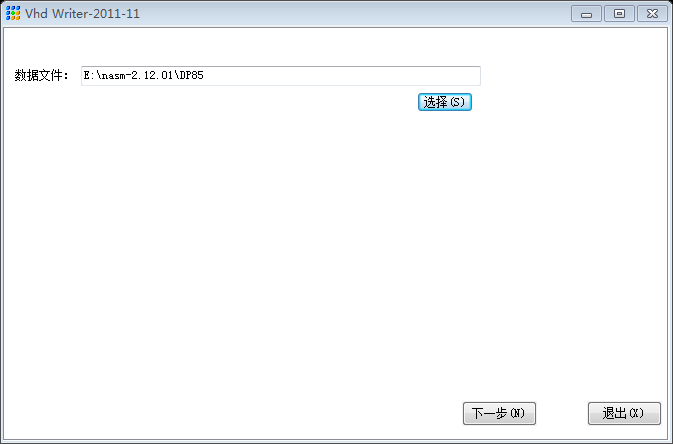 Vhd Writer-2011-11
数据文件： E:\nasm-2.12.01\DP85
选择(S)
下一步(N) 退出(X)